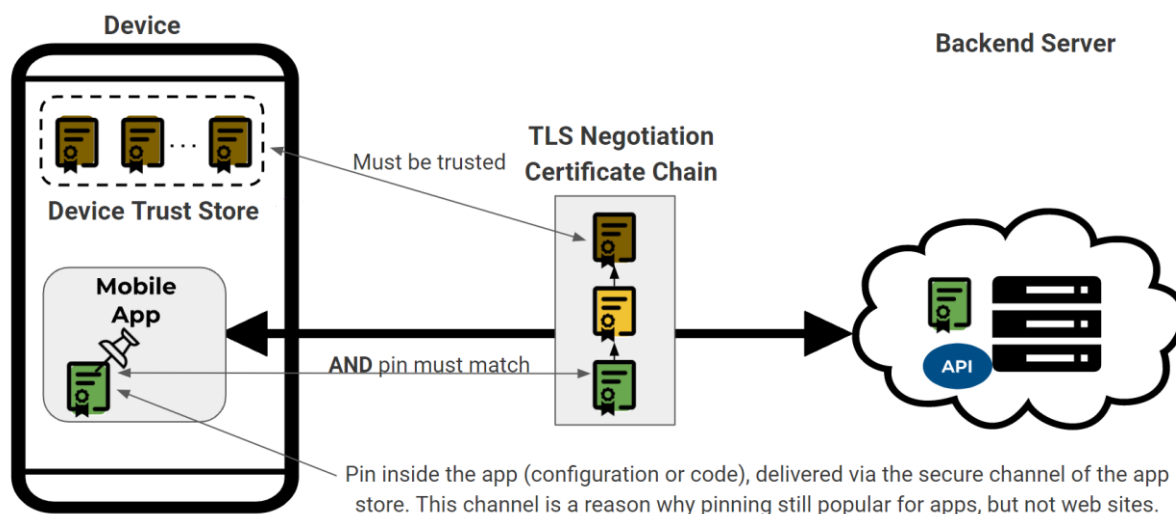 Device
Backend Server
TLS Negotiation
Certificate Chain
Must be trusted
Device Trust Store
Mobile
App
AND pin must match
API
Pin inside the app (configuration or code), delivered via the secure channel of the app
store. This channel is a reason why pinning still popular for apps, but not web sites.